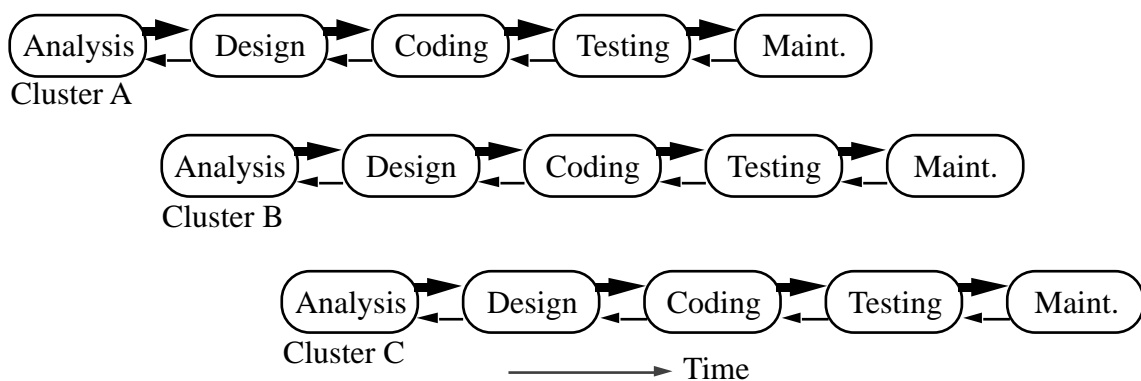 Analysis Design Coding Testing Maint.
Cluster A
Analysis Design Coding Testing Maint.
Cluster B
Analysis Design Coding Testing Maint.
Cluster C
Time